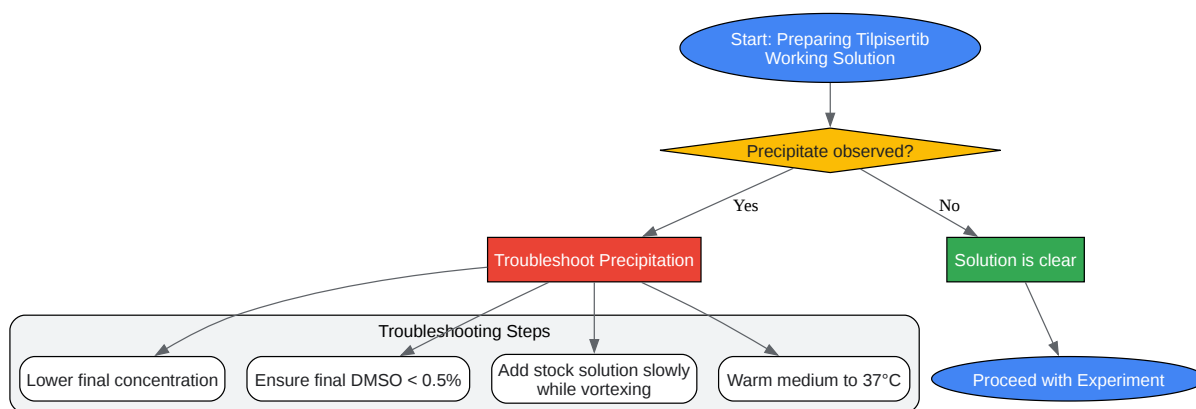 Start: Preparing Tilpisertib
Working Solution
Precipitate observed?
Yes
No
Troubleshoot Precipitation
Solution is clear
Troubleshooting Steps
Lower final concentration
Ensure final DMSO < 0.5%
Add stock solution slowly
while vortexing
Warm medium to 37°C
Proceed with Experiment